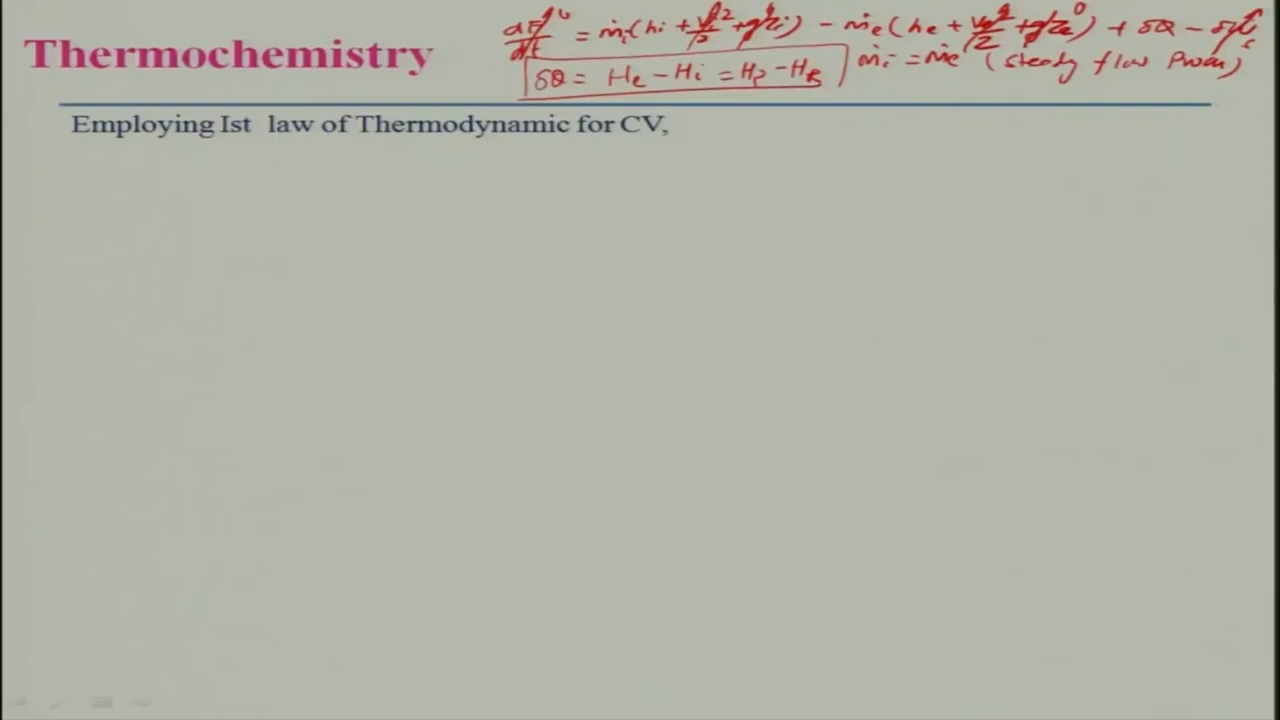 Thermochemistry
dE/dt = ṁi(hi + Vi²/2 + gzi) − ṁe(he + Ve²/2 + gze) + δQ − δW
δQ = He − Hi = HP − HR
ṁi = ṁe (steady flow Process)
Employing Ist law of Thermodynamic for CV,